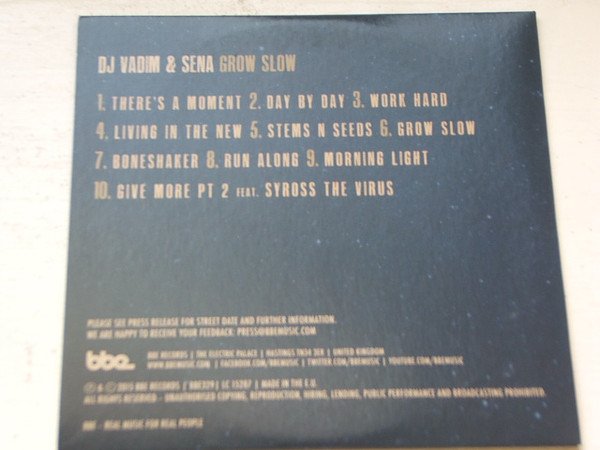 DJ VADIM & SENA GROW SLOW
1. THERE'S A MOMENT 2. DAY BY DAY 3. WORK HARD
4. LIVING IN THE NEW 5. STEMS N SEEDS 6. GROW SLOW
7. BONESHAKER 8. RUN ALONG 9. MORNING LIGHT
10. GIVE MORE PT 2 FEAT. SYROSS THE VIRUS
PLEASE SEE PRESS RELEASE FOR STREET DATE AND FURTHER INFORMATION.
WE ARE HAPPY TO RECEIVE YOUR FEEDBACK: PRESS@BBEMUSIC.COM
bbe
BBE RECORDS | THE ELECTRIC PALACE | HASTINGS TN34 3ER | UNITED KINGDOM
WWW.BBEMUSIC.COM | FACEBOOK.COM/BBEMUSIC | TWITTER.COM/BBEMUSIC | YOUTUBE.COM/BBEMUSIC
℗ & © 2015 BBE RECORDS | | LC 15287 | MADE IN THE E.U.
ALL RIGHTS RESERVED - UNAUTHORISED COPYING, REPRODUCTION, HIRING, LENDING, PUBLIC PERFORMANCE AND BROADCASTING PROHIBITED.
BBE - REAL MUSIC FOR REAL PEOPLE